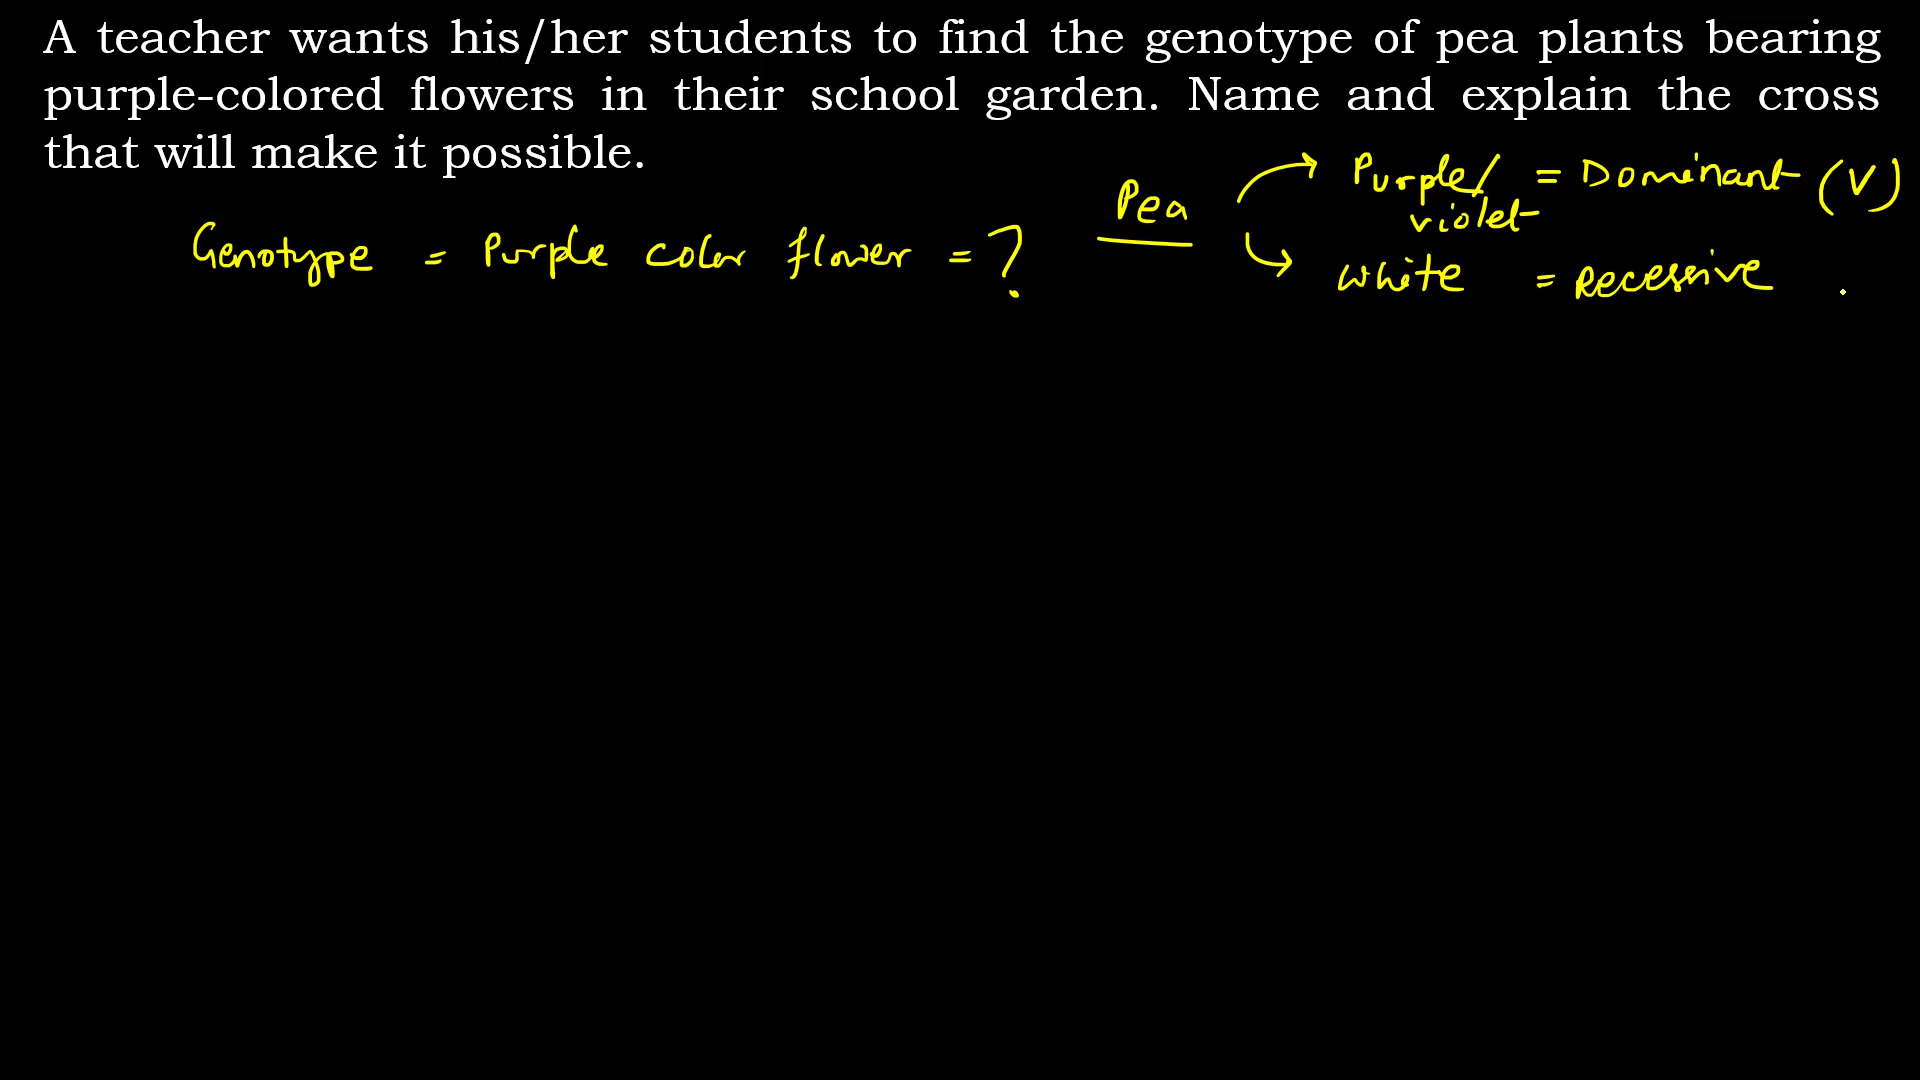 A teacher wants his/her students to find the genotype of pea plants bearing
purple-colored flowers in their school garden. Name and explain the cross
that will make it possible.
Genotype = Purple color flower = ?
Pea
Purple/ = Dominant (V)
violet
white = Recessive